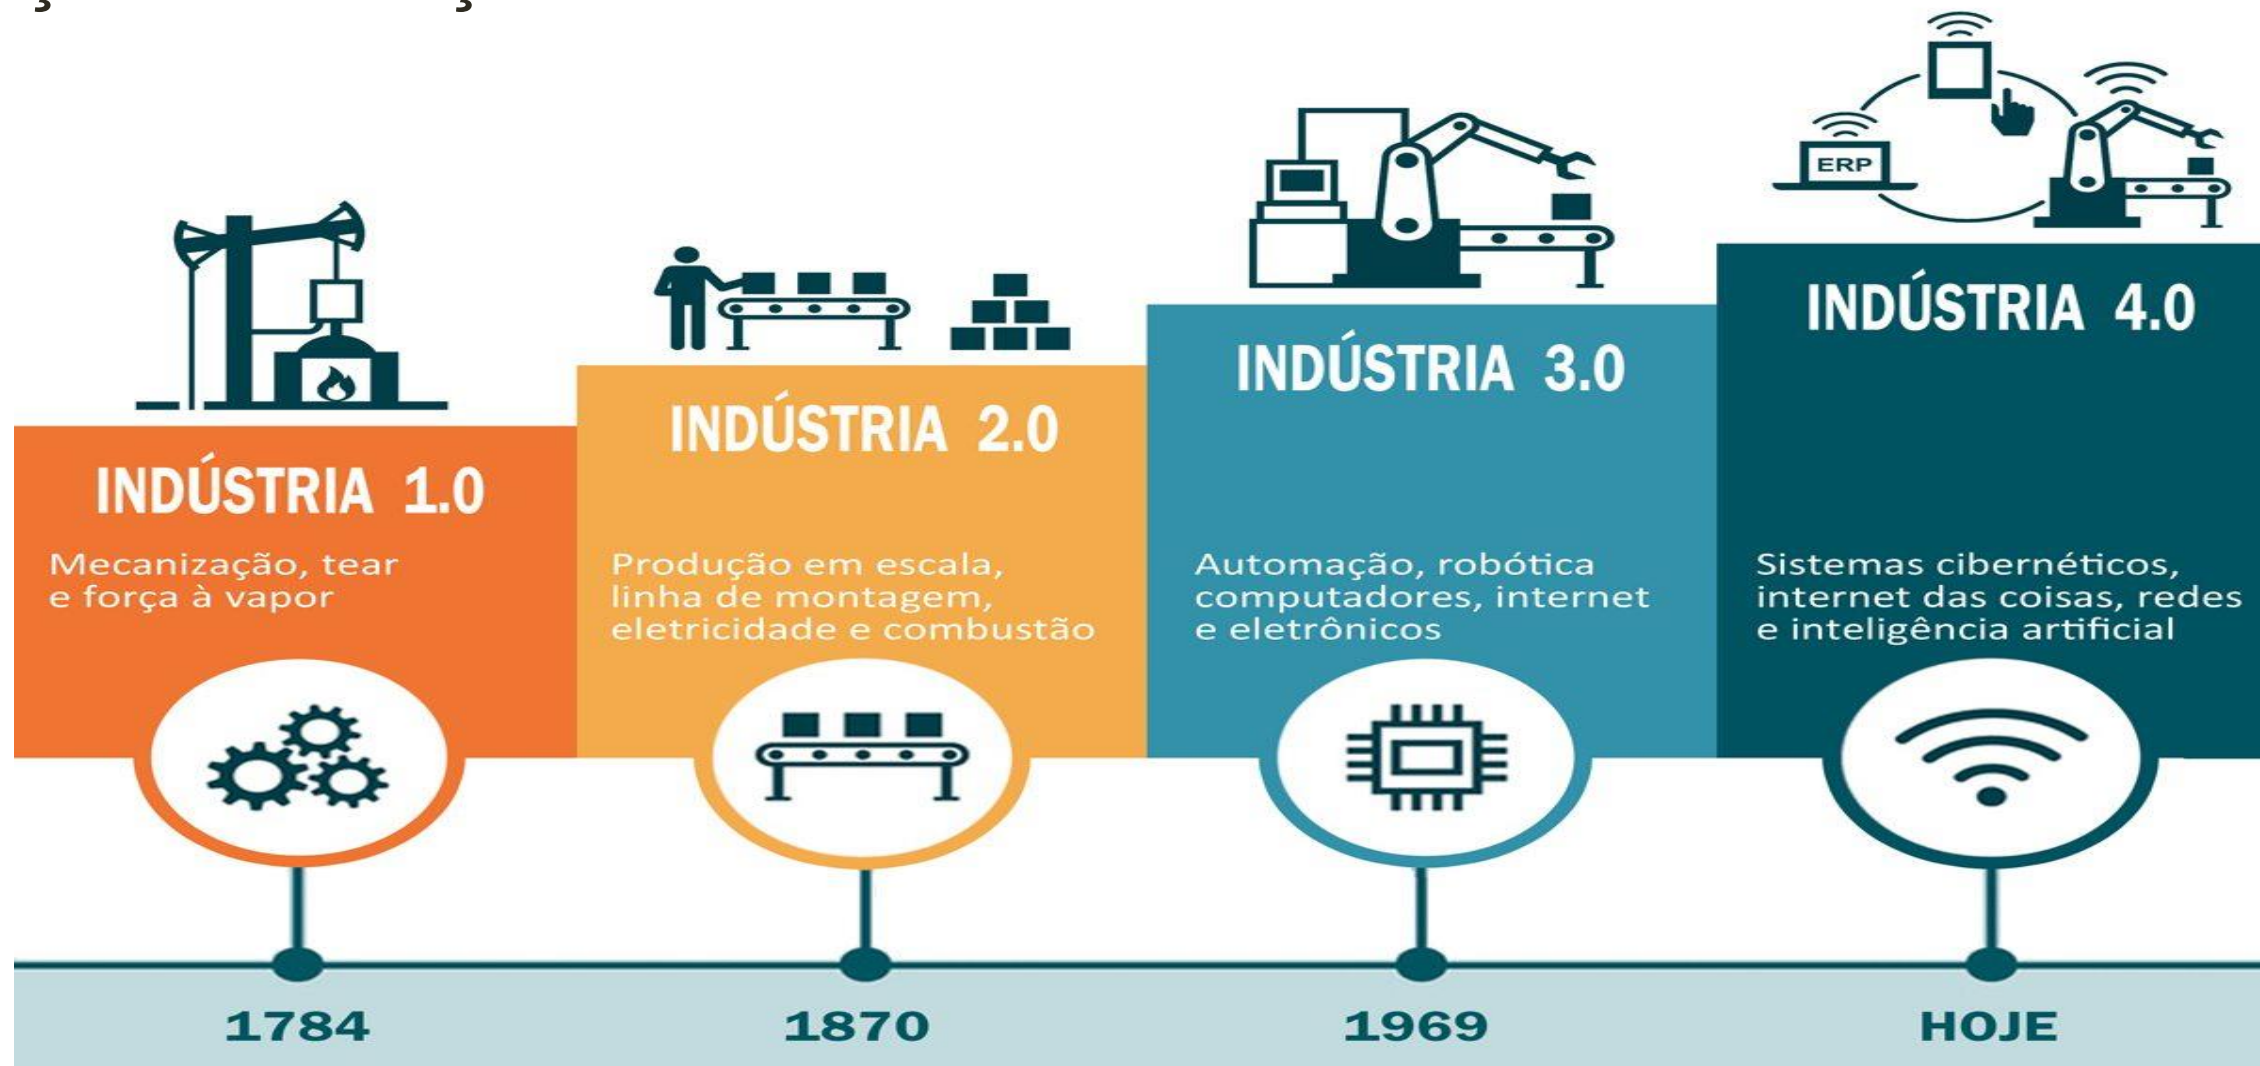 ERP
INDÚSTRIA 1.0
Mecanização, tear
e força à vapor
1784
INDÚSTRIA 2.0
Produção em escala,
linha de montagem,
eletricidade e combustão
1870
INDÚSTRIA 3.0
Automação, robótica
computadores, internet
e eletrônicos
1969
INDÚSTRIA 4.0
Sistemas cibernéticos,
internet das coisas, redes
e inteligência artificial
HOJE